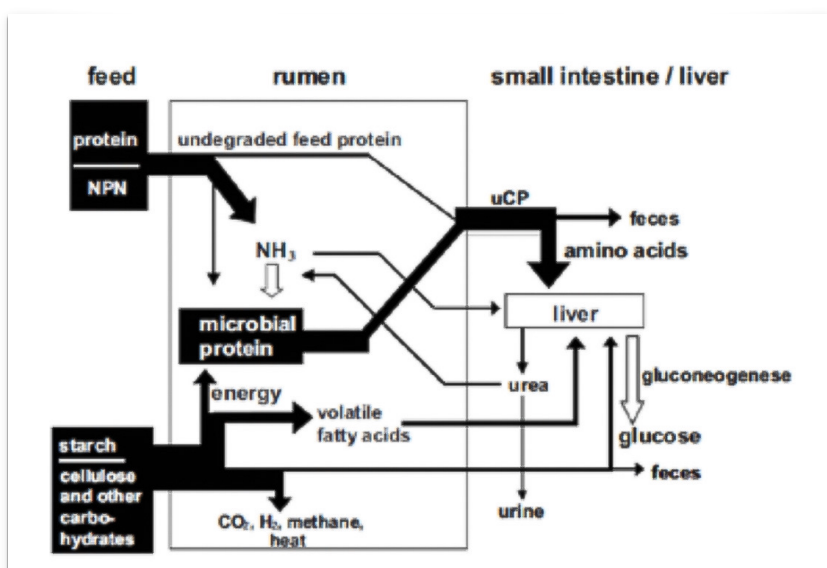 feed rumen small intestine / liver
protein
NPN
undegraded feed protein
uCP
feces
amino acids
NH₃
liver
microbial
protein
energy
urea
gluconeogenese
volatile
fatty acids
glucose
starch
cellulose
and other
carbo-
hydrates
feces
urine
CO₂, H₂, methane,
heat